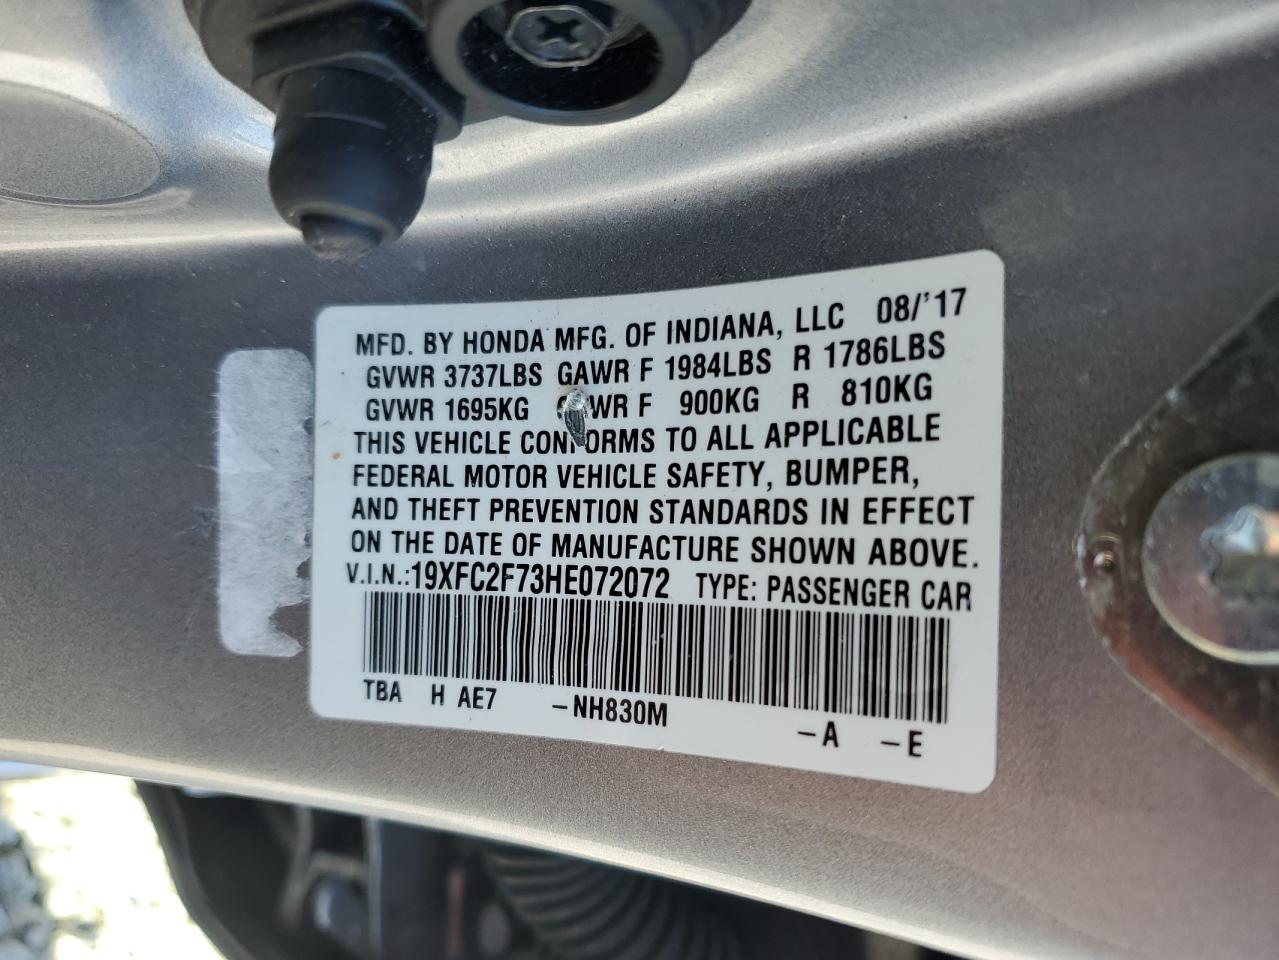 MFD. BY HONDA MFG. OF INDIANA, LLC 08/'17
GVWR 3737LBS GAWR F 1984LBS R 1786LBS
GVWR 1695KG GAWR F 900KG R 810KG
THIS VEHICLE CONFORMS TO ALL APPLICABLE
FEDERAL MOTOR VEHICLE SAFETY, BUMPER,
AND THEFT PREVENTION STANDARDS IN EFFECT
ON THE DATE OF MANUFACTURE SHOWN ABOVE.
V.I.N.:19XFC2F73HE072072 TYPE: PASSENGER CAR
TBA H AE7 -NH830M -A -E